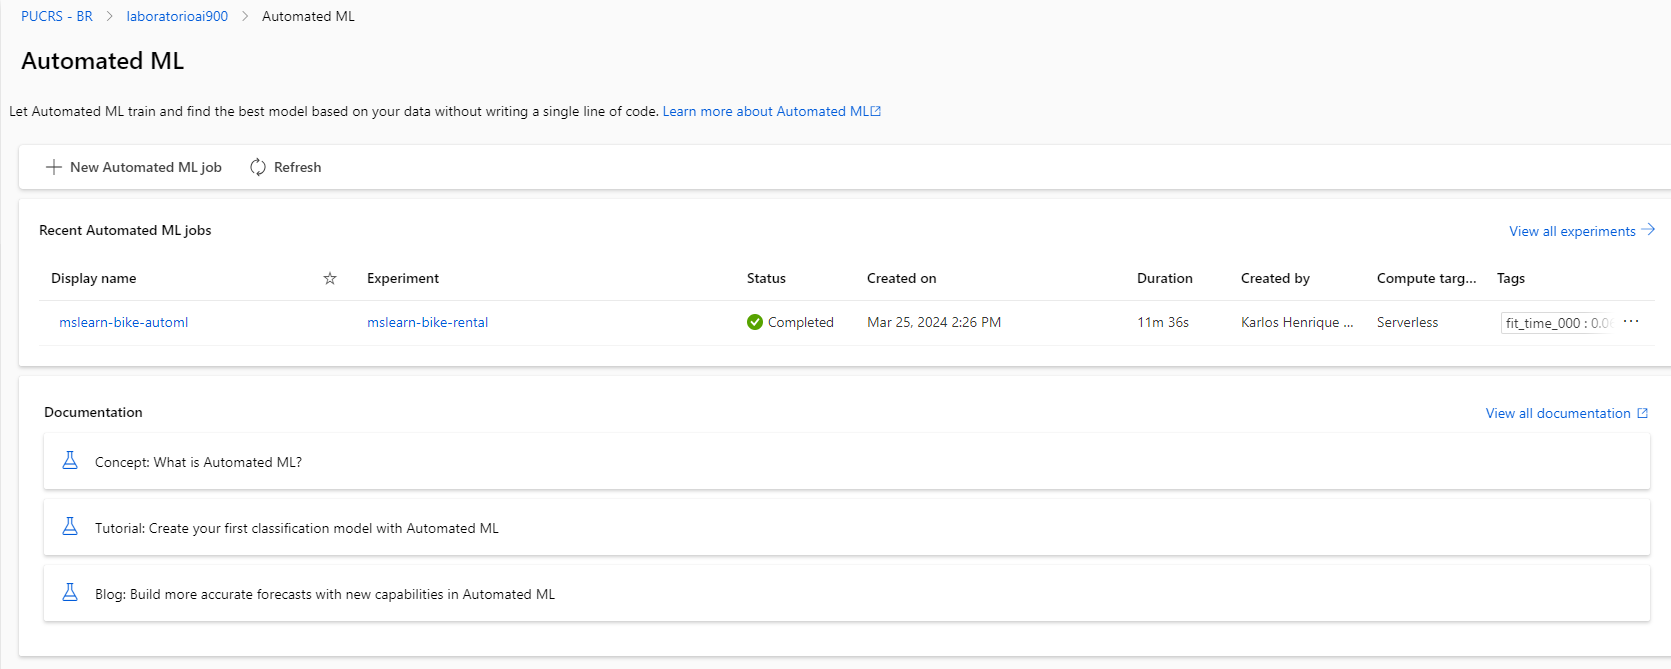 PUCRS - BR > laboratorioai900 > Automated ML
Automated ML
Let Automated ML train and find the best model based on your data without writing a single line of code. Learn more about Automated ML
New Automated ML job Refresh
Recent Automated ML jobs View all experiments
Display name Experiment Status Created on Duration Created by Compute targ... Tags
mslearn-bike-automl mslearn-bike-rental Completed Mar 25, 2024 2:26 PM 11m 36s Karlos Henrique ... Serverless fit_time_000 : ...
Documentation View all documentation
Concept: What is Automated ML?
Tutorial: Create your first classification model with Automated ML
Blog: Build more accurate forecasts with new capabilities in Automated ML